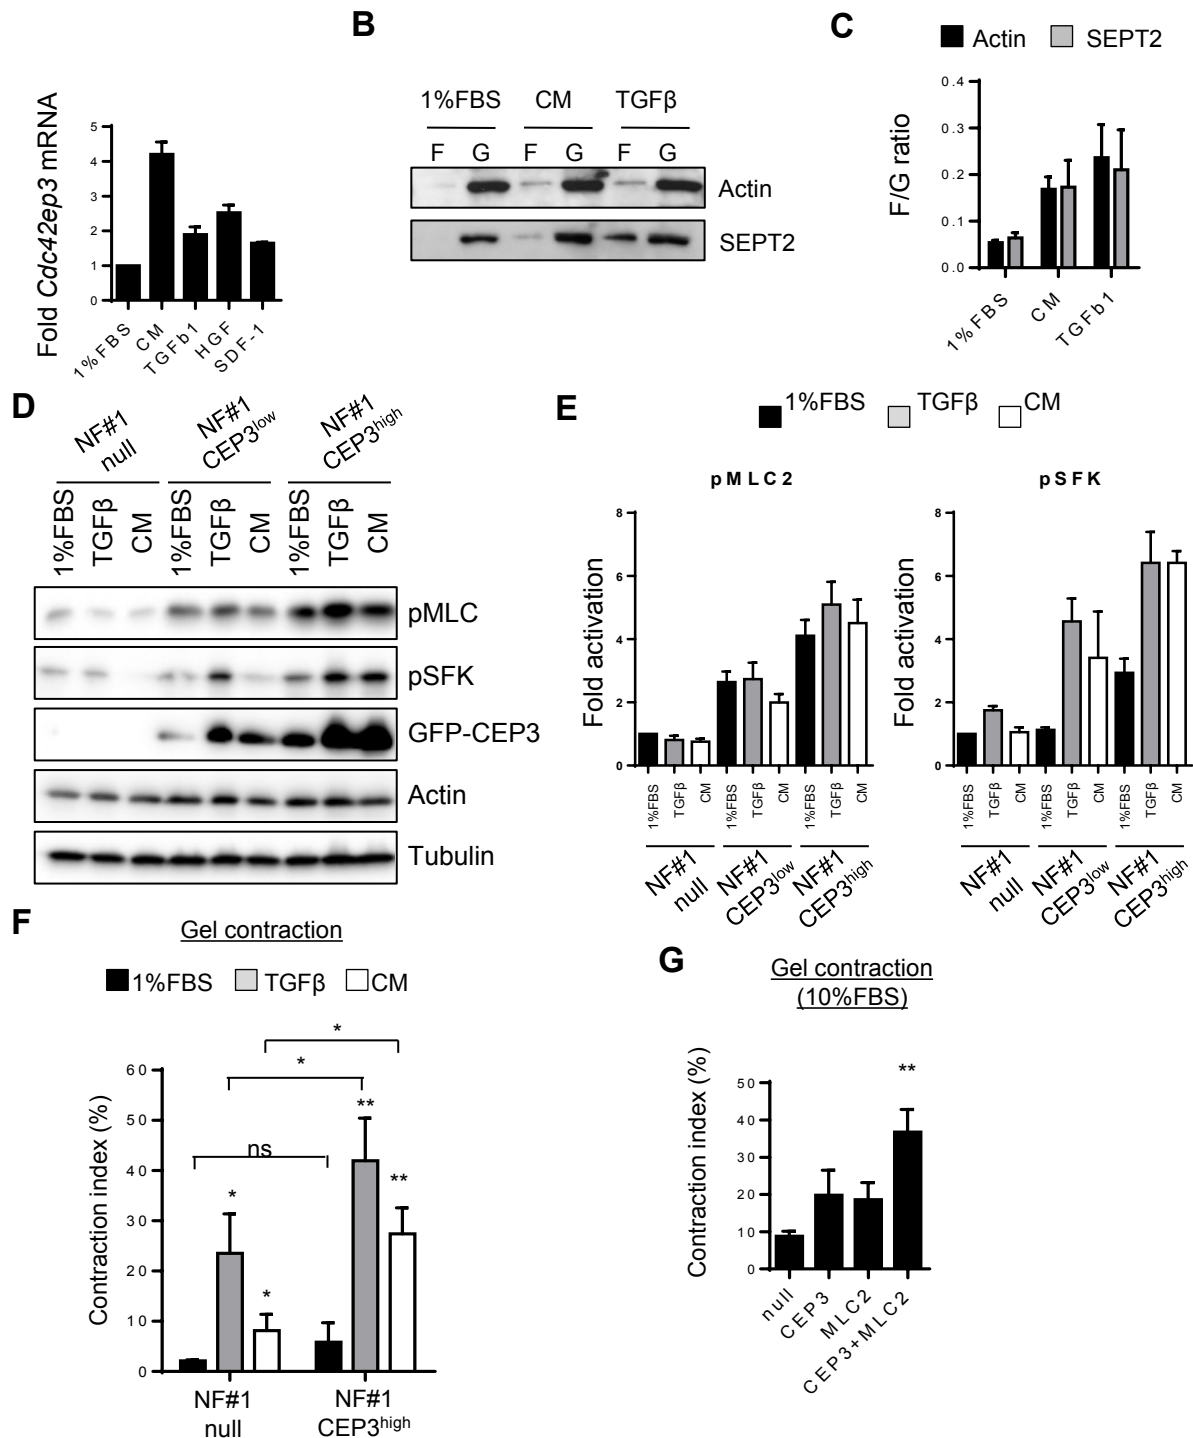 B
C
Actin SEPT2
Fold Cdc42ep3 mRNA
5
4
3
2
1
0
1%FBS
CM
TGFb1
HGF
SDF-1
1%FBS CM TGFβ
F G F G F G
Actin
SEPT2
F/G ratio
0.4
0.3
0.2
0.1
0.0
1%FBS
CM
TGFb1
D
NF#1 null
NF#1 CEP3low
NF#1 CEP3high
1%FBS TGFβ CM 1%FBS TGFβ CM 1%FBS TGFβ CM
pMLC
pSFK
GFP-CEP3
Actin
Tubulin
E
1%FBS TGFβ CM
pMLC2
Fold activation
8
6
4
2
0
1%FBS TGFβ CM 1%FBS TGFβ CM 1%FBS TGFβ CM
NF#1 null
NF#1 CEP3low
NF#1 CEP3high
pSFK
Fold activation
8
6
4
2
0
1%FBS TGFβ CM 1%FBS TGFβ CM 1%FBS TGFβ CM
NF#1 null
NF#1 CEP3low
NF#1 CEP3high
F
Gel contraction
1%FBS TGFβ CM
Contraction index (%)
60
50
40
30
20
10
0
*
*
ns
*
*
**
**
NF#1
null
NF#1
CEP3high
G
Gel contraction
(10%FBS)
Contraction index (%)
50
40
30
20
10
0
**
null
CEP3
MLC2
CEP3+MLC2